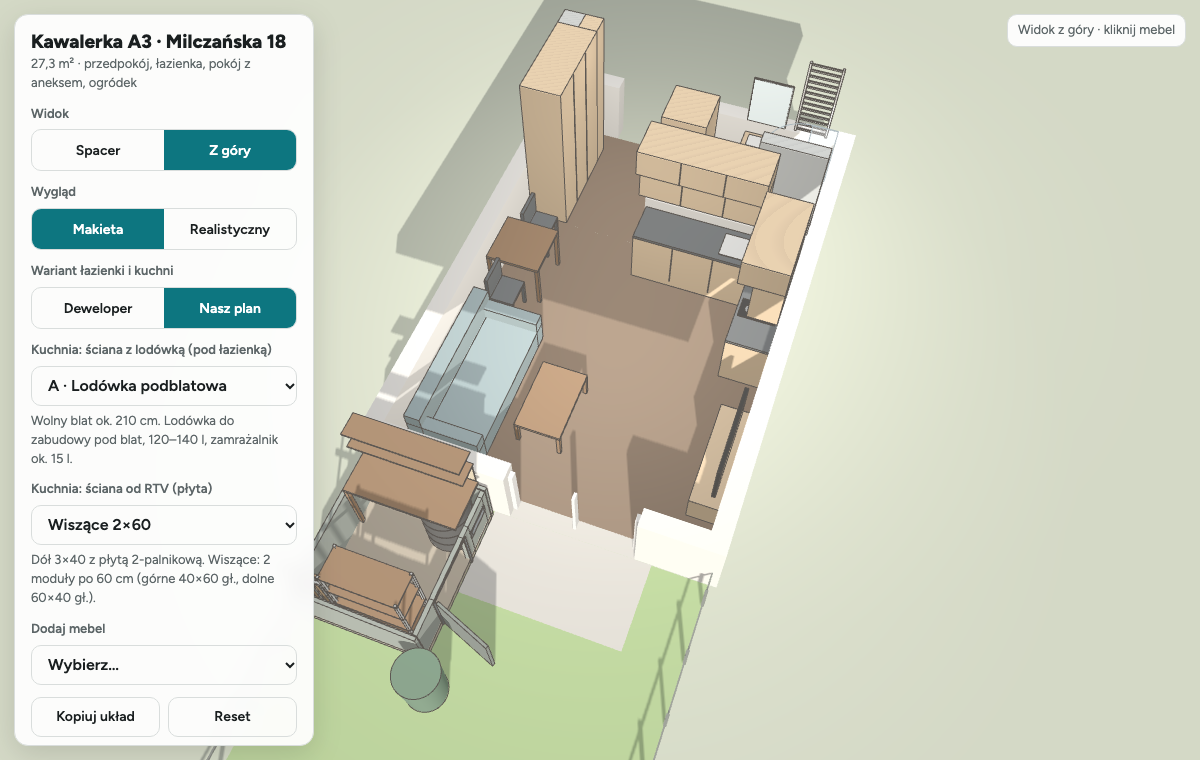 Kawalerka A3 · Milczańska 18
27,3 m² · przedpokój, łazienka, pokój z
aneksem, ogródek
Widok
Spacer
Z góry
Wygląd
Makieta
Realistyczny
Wariant łazienki i kuchni
Deweloper
Nasz plan
Kuchnia: ściana z lodówką (pod łazienką)
A · Lodówka podblatowa
Wolny blat ok. 210 cm. Lodówka do
zabudowy pod blat, 120–140 l, zamrażalnik
ok. 15 l.
Kuchnia: ściana od RTV (płyta)
Wiszące 2×60
Dół 3×40 z płytą 2-palnikową. Wiszące: 2
moduły po 60 cm (górne 40×60 gł., dolne
60×40 gł.).
Dodaj mebel
Wybierz...
Kopiuj układ
Reset
Widok z góry · kliknij mebel